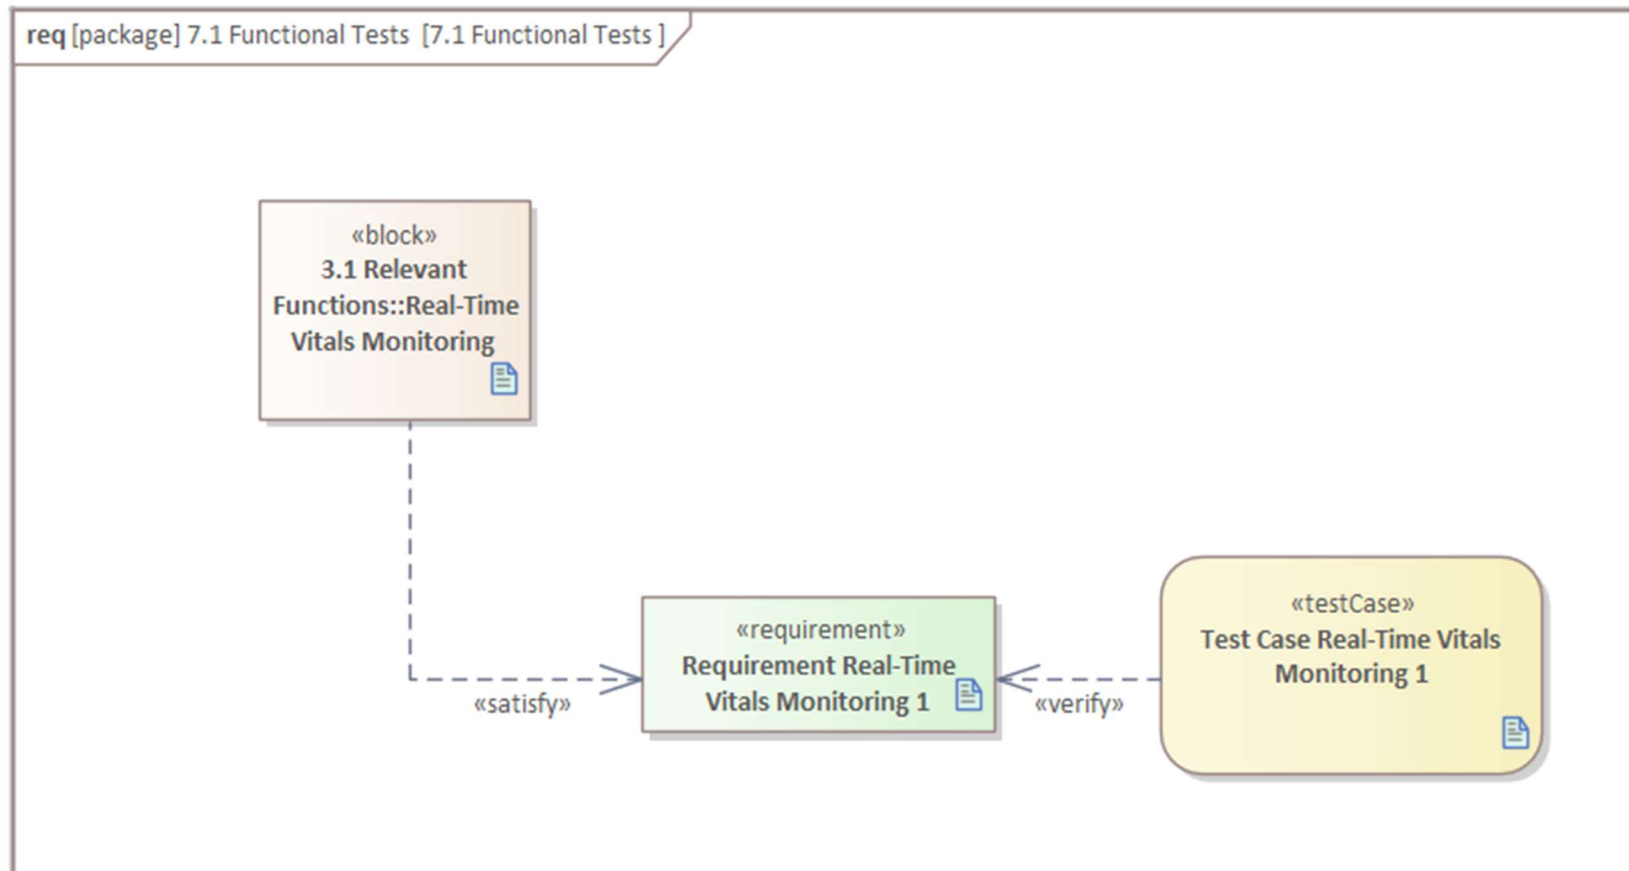 req [package] 7.1 Functional Tests [7.1 Functional Tests ]
«block»
3.1 Relevant
Functions::Real-Time
Vitals Monitoring
«satisfy»
«requirement»
Requirement Real-Time
Vitals Monitoring 1
«verify»
«testCase»
Test Case Real-Time Vitals
Monitoring 1